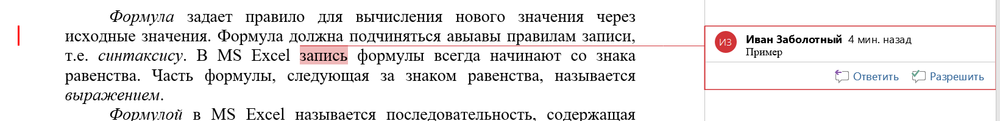 Формула задает правило для вычисления нового значения через
исходные значения. Формула должна подчиняться авыавы правилам записи,
т.е. синтаксису. В MS Excel запись формулы всегда начинают со знака
равенства. Часть формулы, следующая за знаком равенства, называется
выражением.
Формулой в MS Excel называется последовательность, содержащая
ИЗ Иван Заболотный 4 мин. назад
Пример
Ответить Разрешить